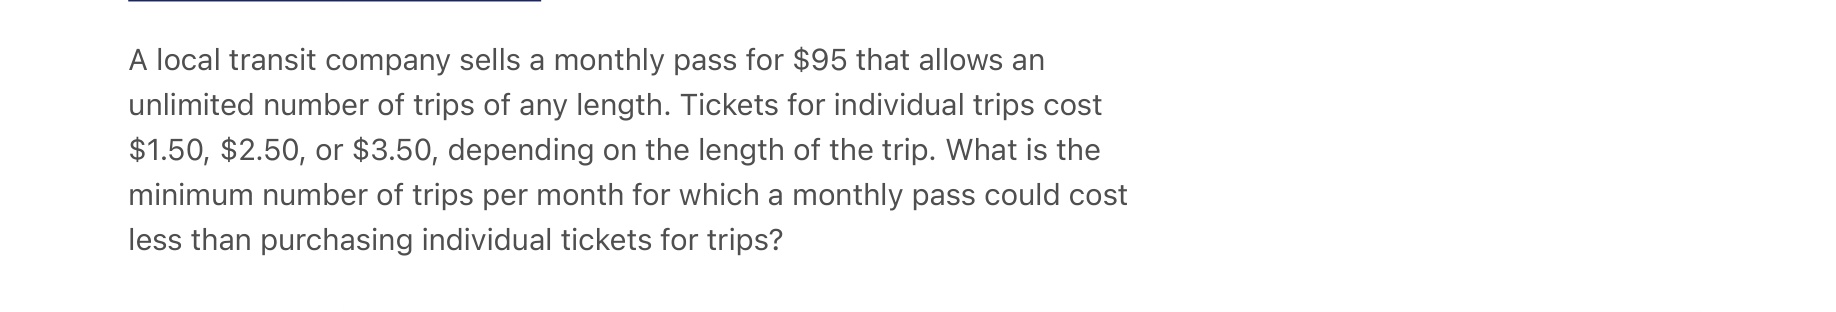 A local transit company sells a monthly pass for $95 that allows an
unlimited number of trips of any length. Tickets for individual trips cost
$1.50, $2.50, or $3.50, depending on the length of the trip. What is the
minimum number of trips per month for which a monthly pass could cost
less than purchasing individual tickets for trips?